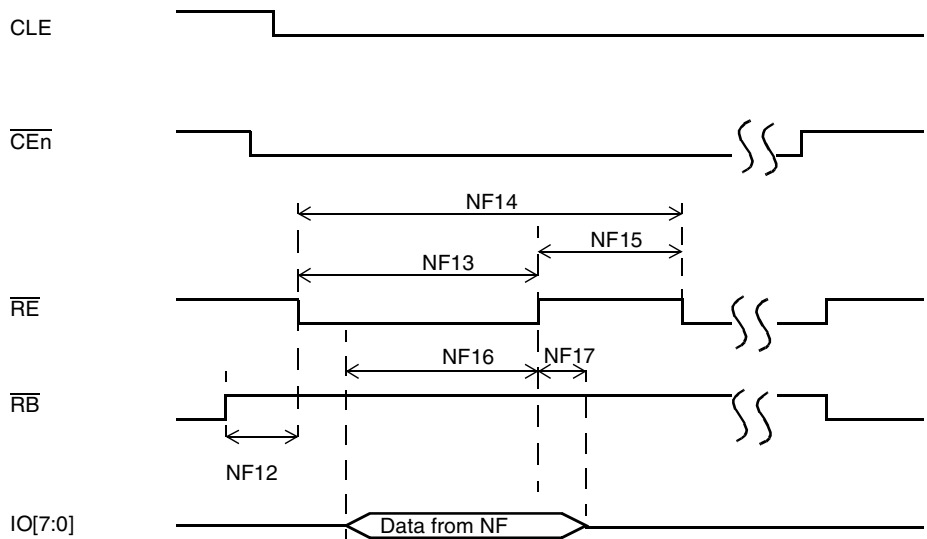 CLE
CEn
NF14
NF15
NF13
RE
NF16
NF17
RB
NF12
IO[7:0]
Data from NF